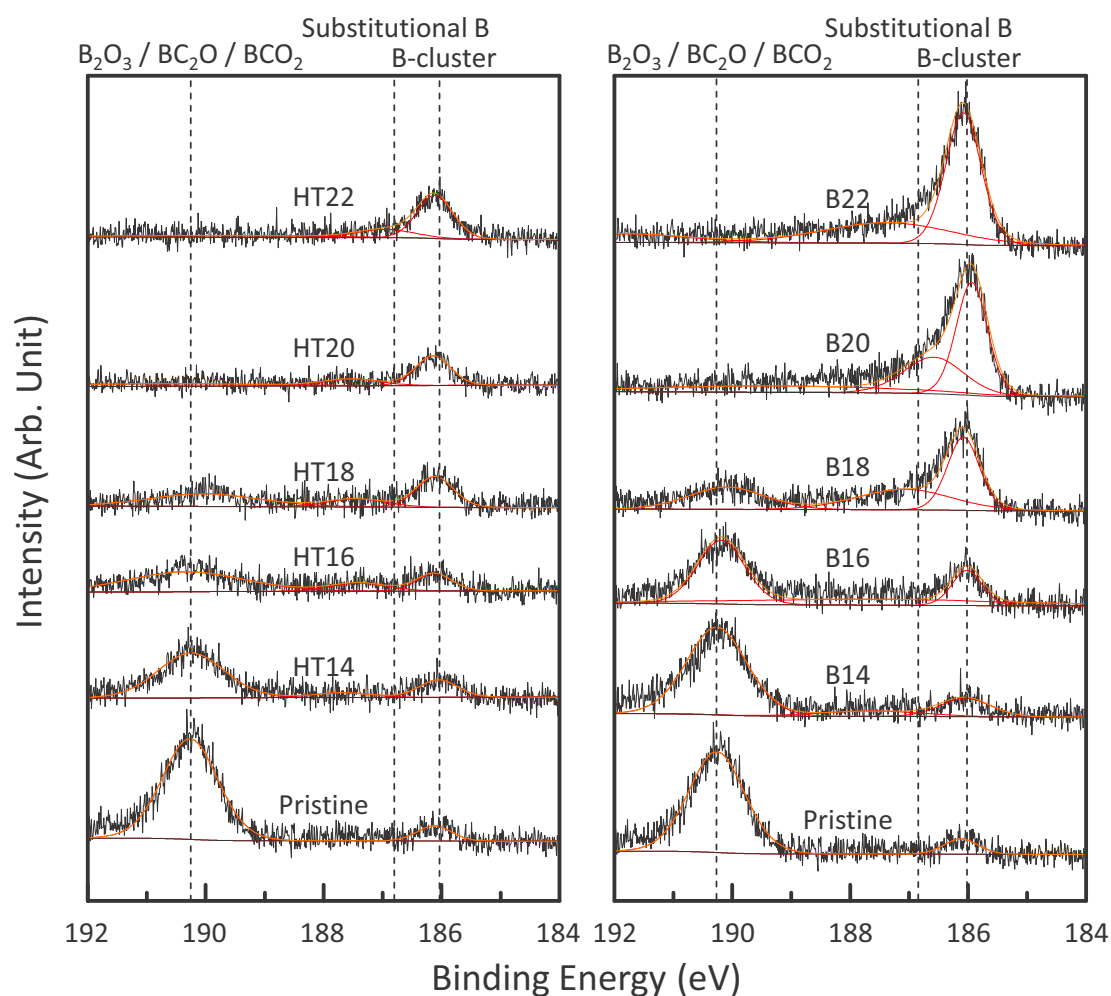 Substitutional B
B₂O₃ / BC₂O / BCO₂ B-cluster
HT22
HT20
HT18
HT16
HT14
Pristine
192 190 188 186 184
Substitutional B
B₂O₃ / BC₂O / BCO₂ B-cluster
B22
B20
B18
B16
B14
Pristine
192 190 188 186 184
Intensity (Arb. Unit)
Binding Energy (eV)